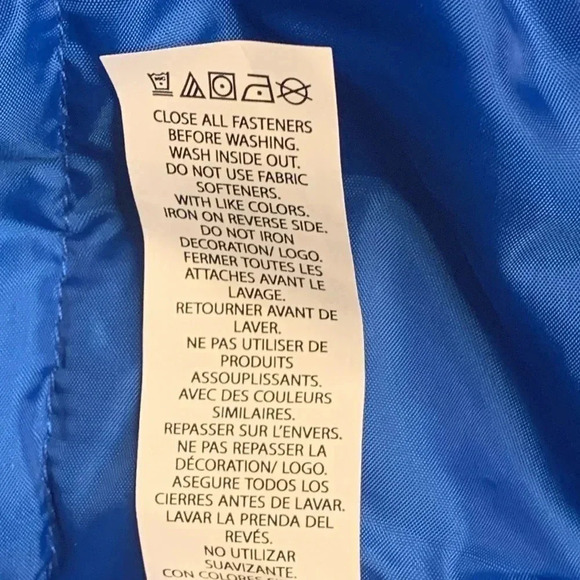 CLOSE ALL FASTENERS
BEFORE WASHING.
WASH INSIDE OUT.
DO NOT USE FABRIC
SOFTENERS.
WITH LIKE COLORS.
IRON ON REVERSE SIDE.
DO NOT IRON
DECORATION/ LOGO.
FERMER TOUTES LES
ATTACHES AVANT LE
LAVAGE.
RETOURNER AVANT DE
LAVER.
NE PAS UTILISER DE
PRODUITS
ASSOUPLISSANTS.
AVEC DES COULEURS
SIMILAIRES.
REPASSER SUR L'ENVERS.
NE PAS REPASSER LA
DÉCORATION/ LOGO.
ASEGURE TODOS LOS
CIERRES ANTES DE LAVAR.
LAVAR LA PRENDA DEL
REVÉS.
NO UTILIZAR
SUAVIZANTE.
CON COLORES